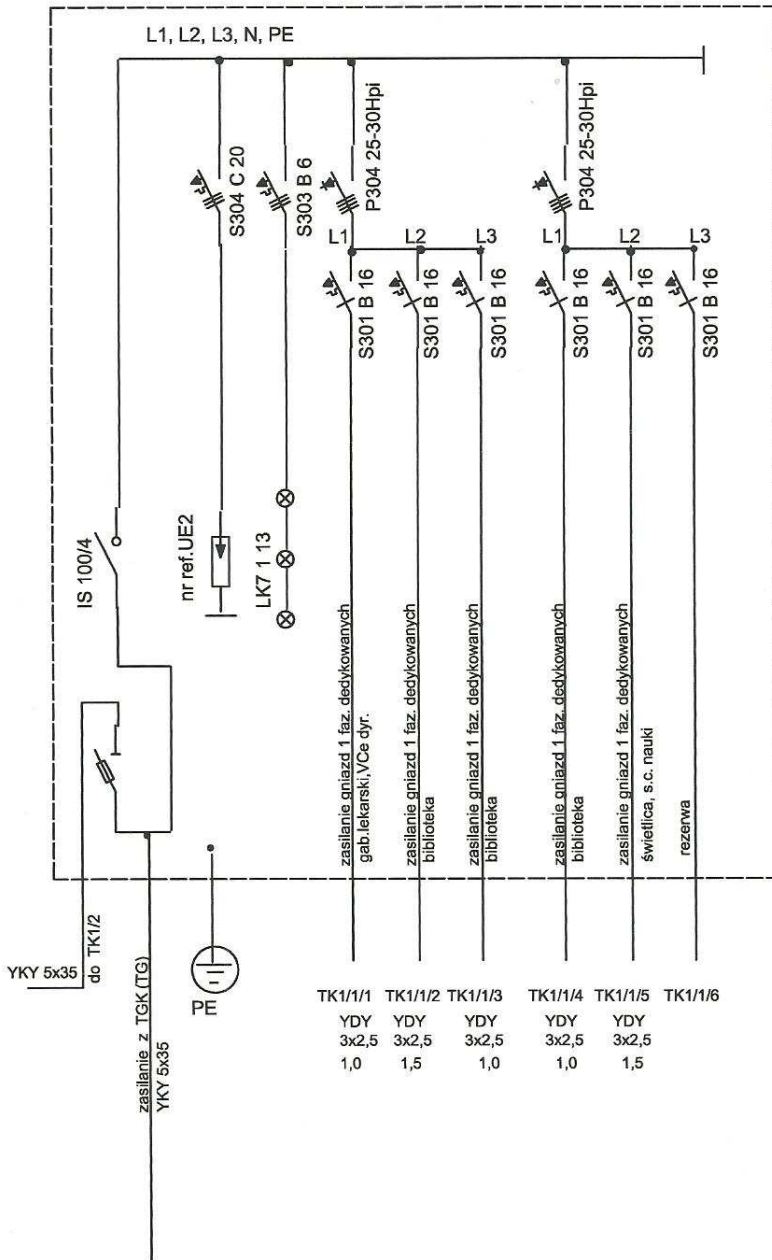 L1, L2, L3, N, PE
S304 C 20
S303 B 6
P304 25-30Hpi
P304 25-30Hpi
L1
L2
L3
L1
L2
L3
S301 B 16
S301 B 16
S301 B 16
S301 B 16
S301 B 16
S301 B 16
IS 100/4
nr ref.UE2
LK7 1 13
zasilanie gniazd 1 faz. dedykowanych
gab.lekarski,VCe dyr.
zasilanie gniazd 1 faz. dedykowanych
biblioteka
zasilanie gniazd 1 faz. dedykowanych
biblioteka
zasilanie gniazd 1 faz. dedykowanych
biblioteka
zasilanie gniazd 1 faz. dedykowanych
świetlica, s.c. nauki
rezerwa
YKY 5x35
do TK1/2
zasilanie z TGK (TG)
YKY 5x35
PE
TK1/1/1
TK1/1/2
TK1/1/3
TK1/1/4
TK1/1/5
TK1/1/6
YDY
YDY
YDY
YDY
YDY
3x2,5
3x2,5
3x2,5
3x2,5
3x2,5
1,0
1,5
1,0
1,0
1,5